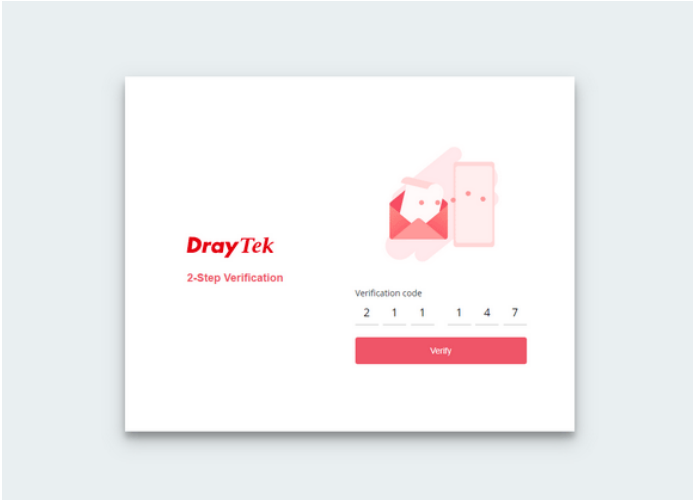 DrayTek
2-Step Verification
Verification code
2 1 1 1 4 7
Verify